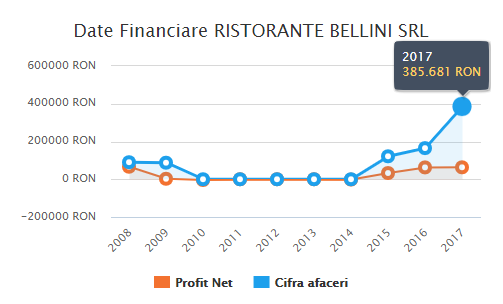 Date Financiare RISTORANTE BELLINI SRL
2017
385.681 RON
600000 RON
400000 RON
200000 RON
0 RON
−200000 RON
2008
2009
2010
2011
2012
2013
2014
2015
2016
2017
Profit Net
Cifra afaceri